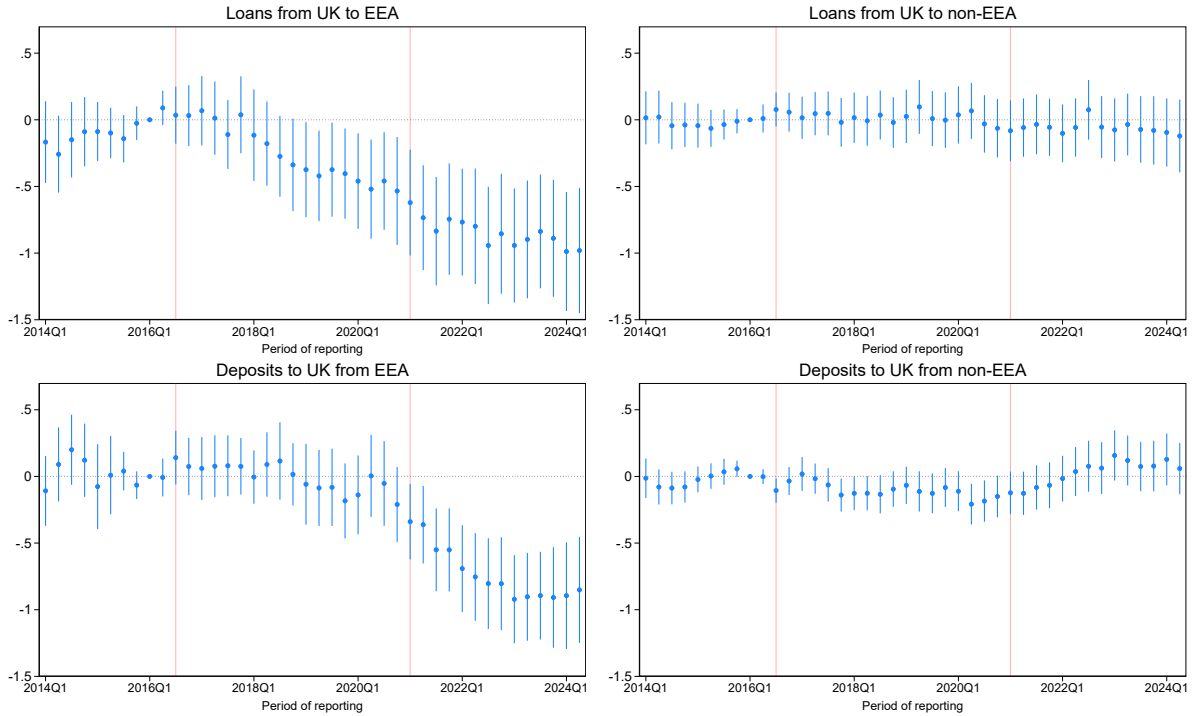 Loans from UK to EEA
.5
0
-.5
-1
-1.5
2014Q1 2016Q1 2018Q1 2020Q1 2022Q1 2024Q1
Period of reporting
Loans from UK to non-EEA
.5
0
-.5
-1
-1.5
2014Q1 2016Q1 2018Q1 2020Q1 2022Q1 2024Q1
Period of reporting
Deposits to UK from EEA
.5
0
-.5
-1
-1.5
2014Q1 2016Q1 2018Q1 2020Q1 2022Q1 2024Q1
Period of reporting
Deposits to UK from non-EEA
.5
0
-.5
-1
-1.5
2014Q1 2016Q1 2018Q1 2020Q1 2022Q1 2024Q1
Period of reporting